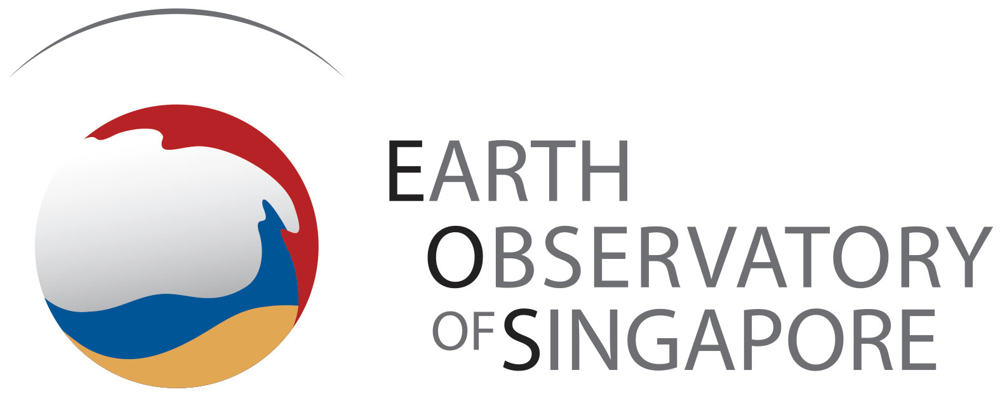 EARTH
OBSERVATORY
OF SINGAPORE